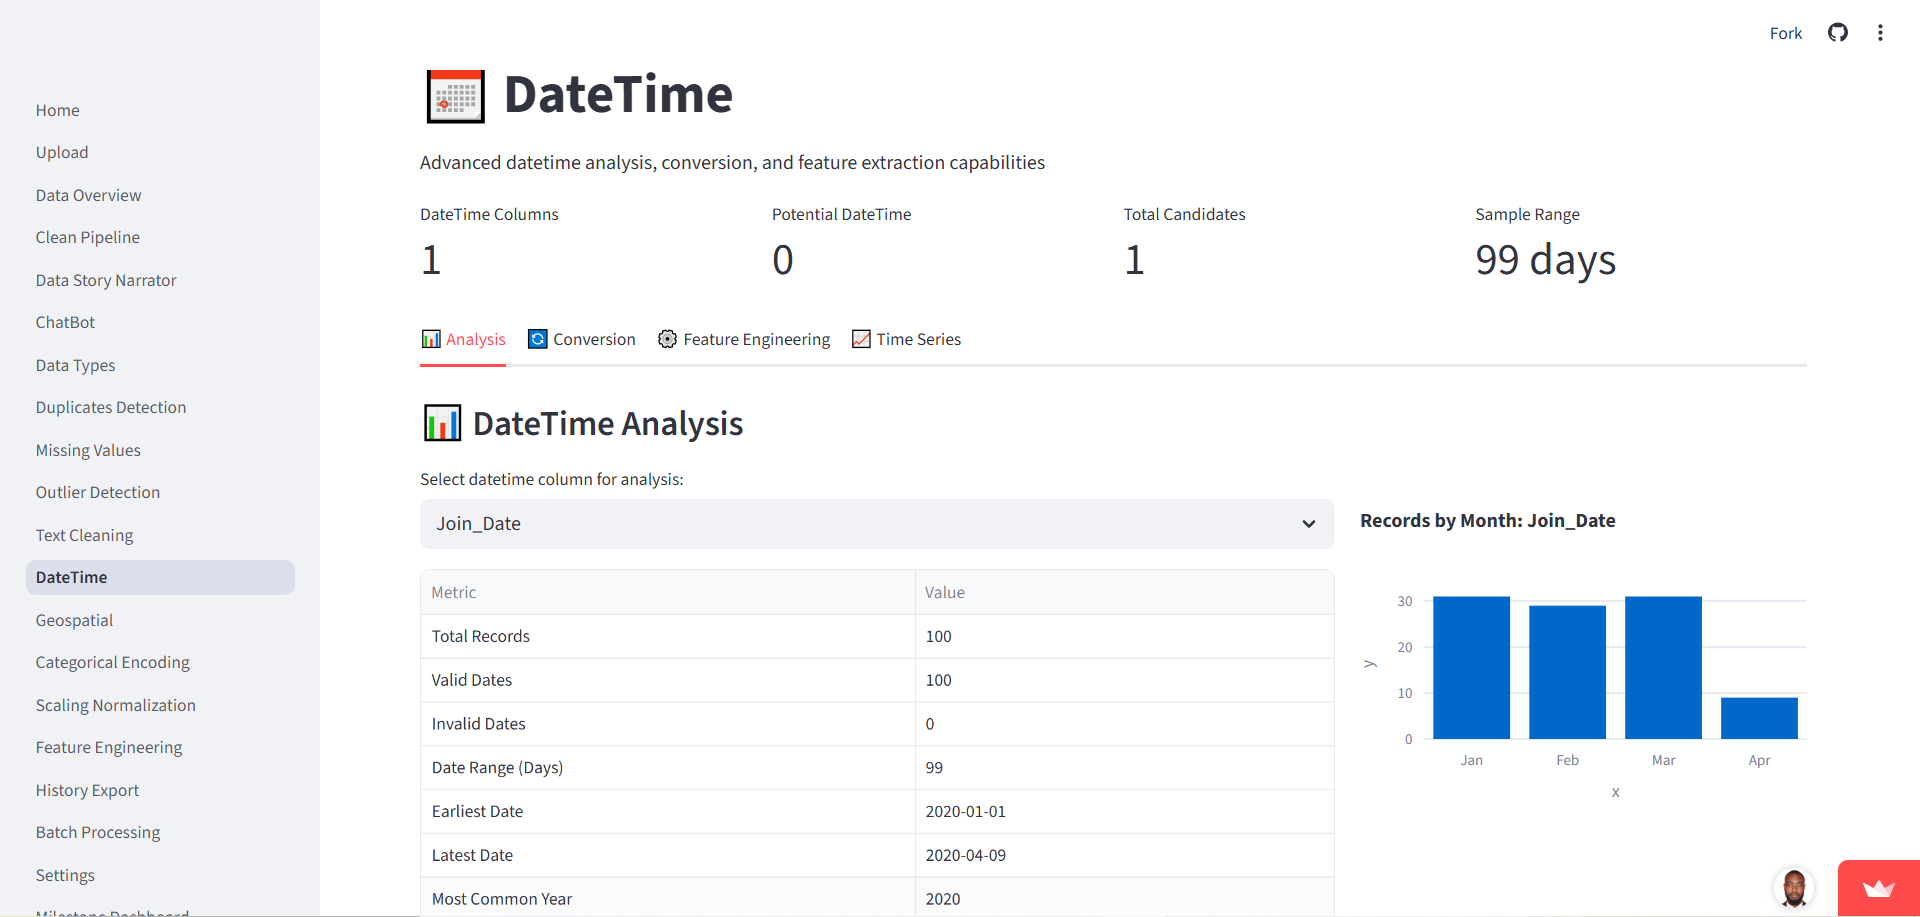 Fork
Home
Upload
Data Overview
Clean Pipeline
Data Story Narrator
ChatBot
Data Types
Duplicates Detection
Missing Values
Outlier Detection
Text Cleaning
DateTime
Geospatial
Categorical Encoding
Scaling Normalization
Feature Engineering
History Export
Batch Processing
Settings
Milestone Dashboard
DateTime
Advanced datetime analysis, conversion, and feature extraction capabilities
DateTime Columns
1
Potential DateTime
0
Total Candidates
1
Sample Range
99 days
Analysis Conversion Feature Engineering Time Series
DateTime Analysis
Select datetime column for analysis:
Join_Date
Metric Value
Total Records 100
Valid Dates 100
Invalid Dates 0
Date Range (Days) 99
Earliest Date 2020-01-01
Latest Date 2020-04-09
Most Common Year 2020
Records by Month: Join_Date
30
20
10
0
y
Jan Feb Mar Apr
x